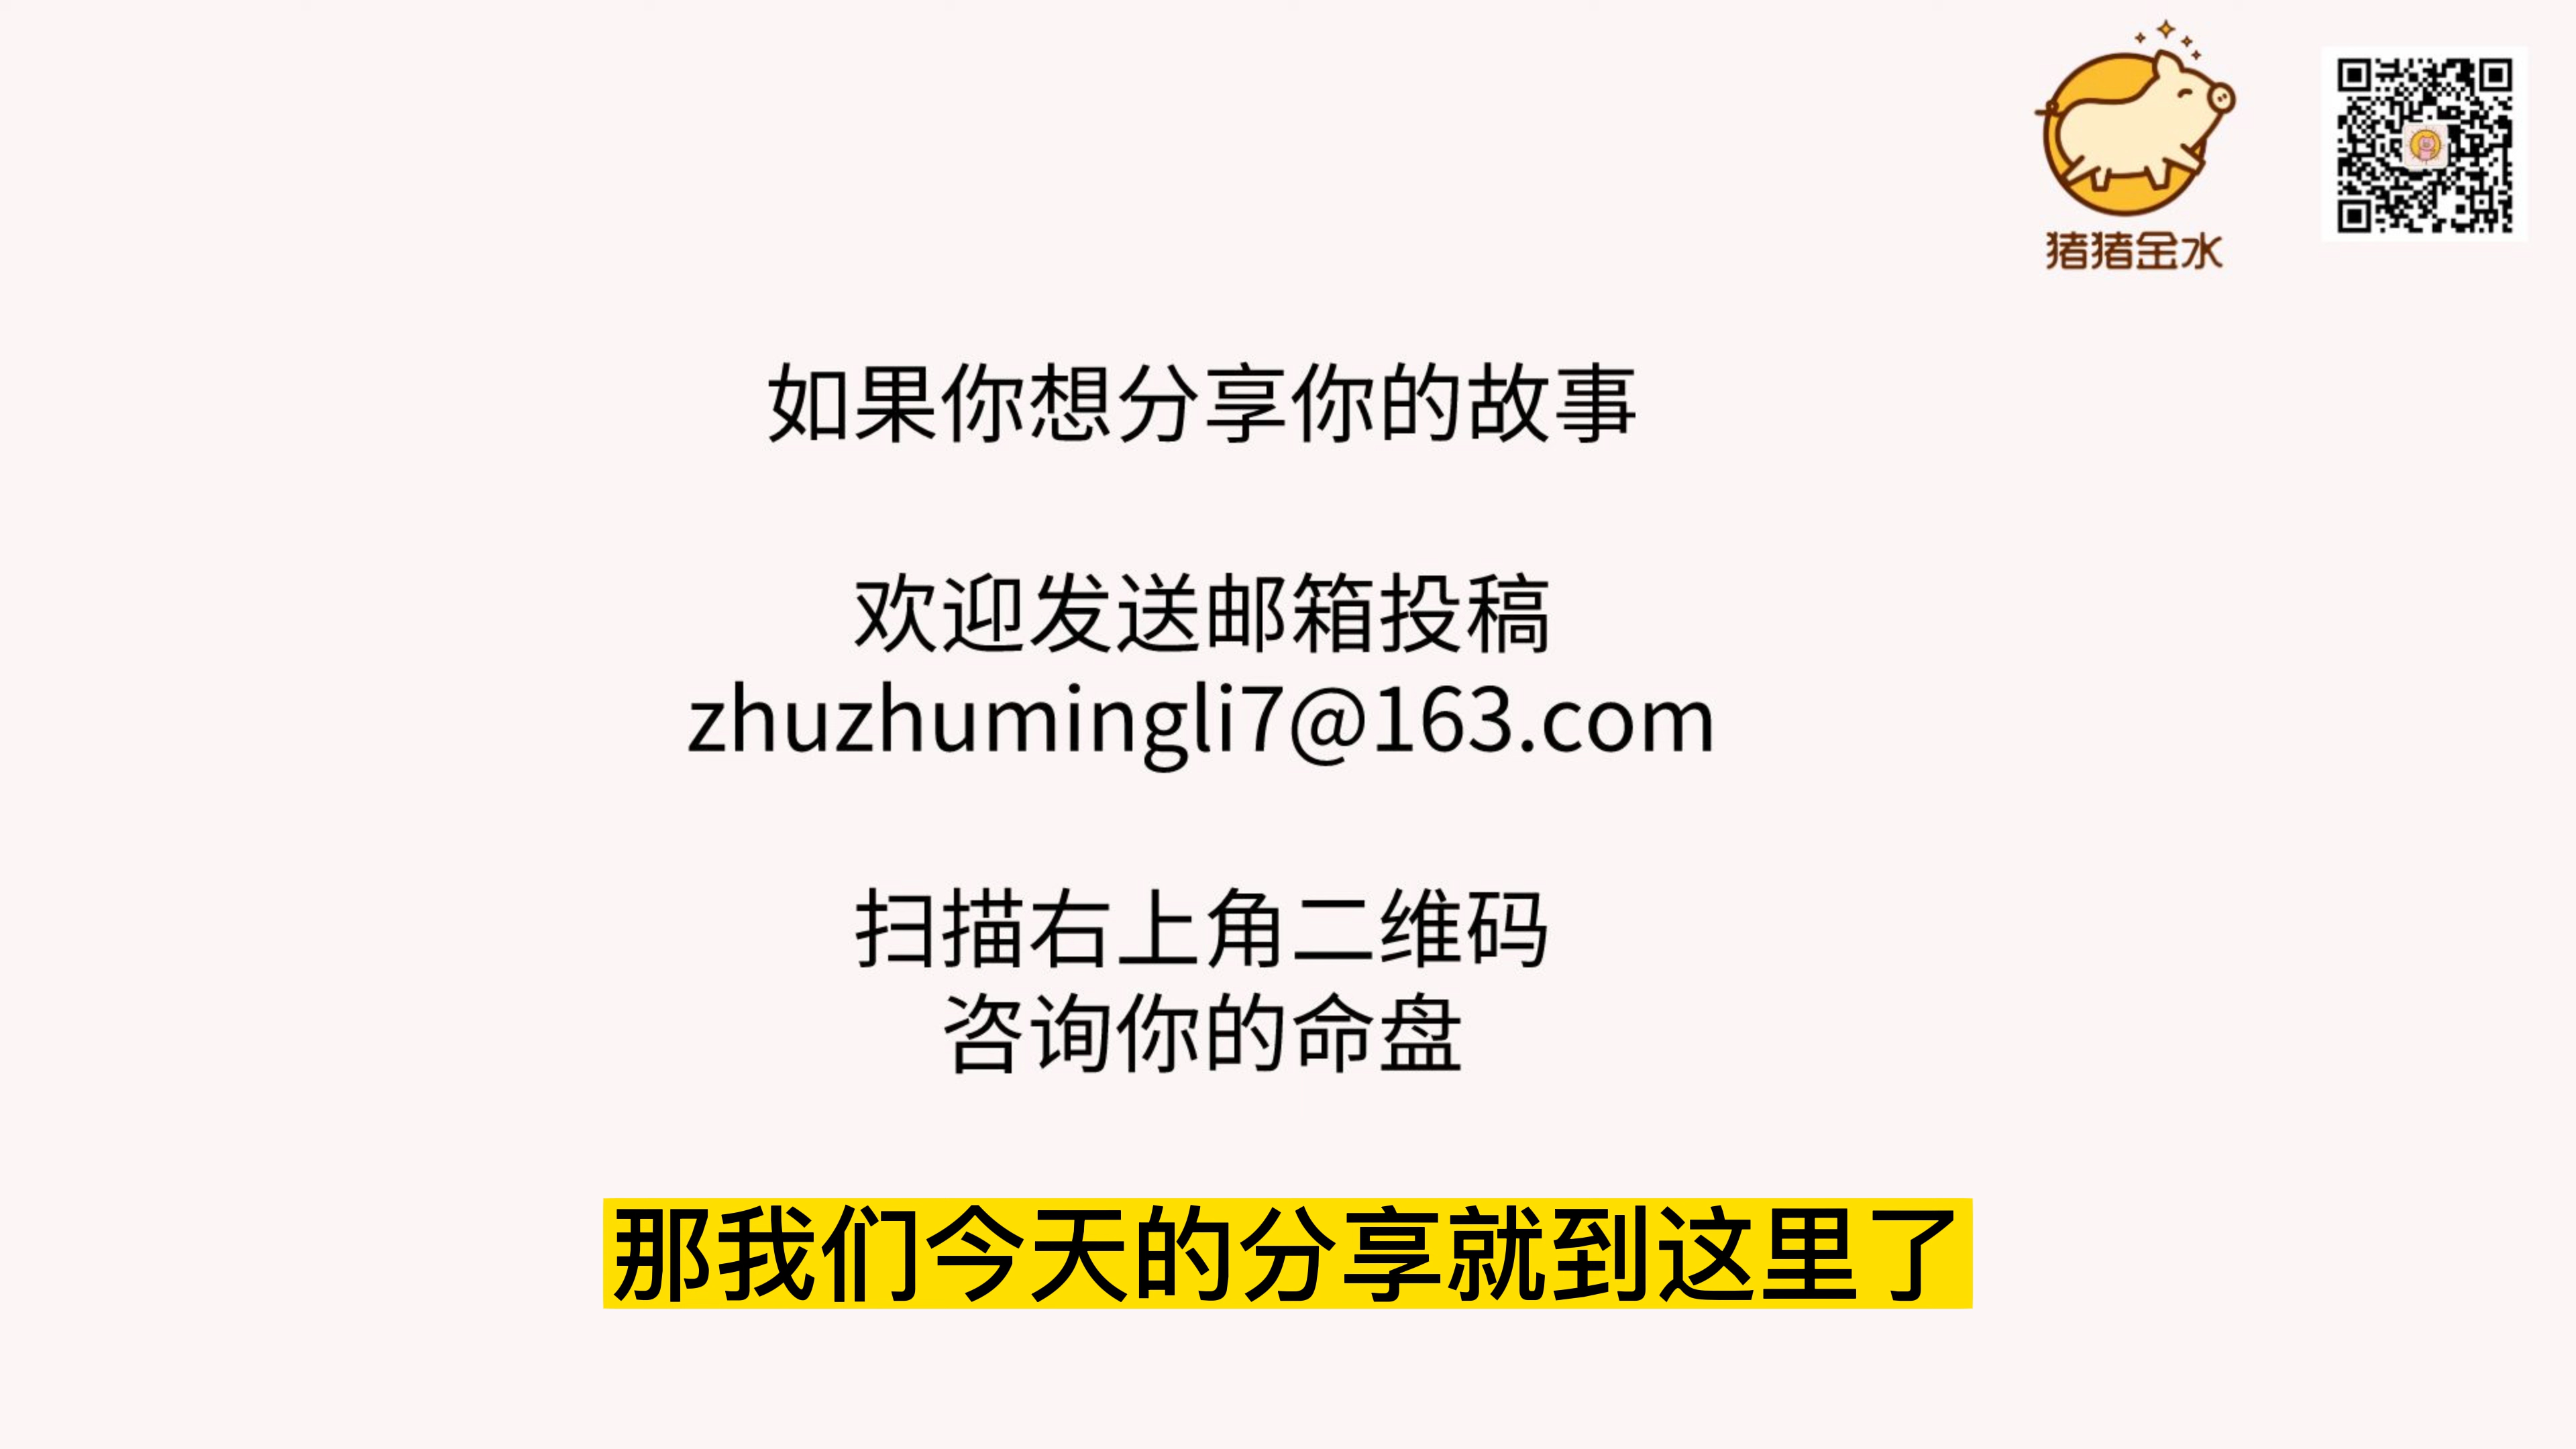 猪猪金水
如果你想分享你的故事
欢迎发送邮箱投稿
zhuzhumingli7@163.com
扫描右上角二维码
咨询你的命盘
那我们今天的分享就到这里了